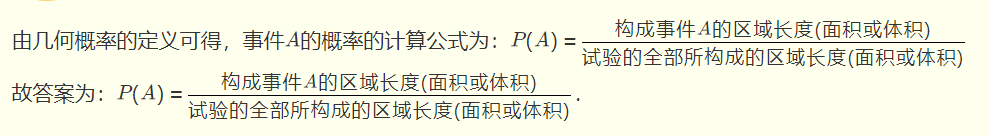 由几何概率的定义可得，事件A的概率的计算公式为：P(A) = 构成事件A的区域长度(面积或体积)/试验的全部所构成的区域长度(面积或体积)
故答案为：P(A) = 构成事件A的区域长度(面积或体积)/试验的全部所构成的区域长度(面积或体积).